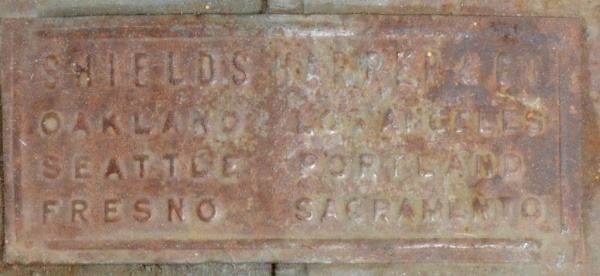 SHIELDS HARPER & CO
OAKLAND LOS ANGELES
SEATTLE PORTLAND
FRESNO SACRAMENTO